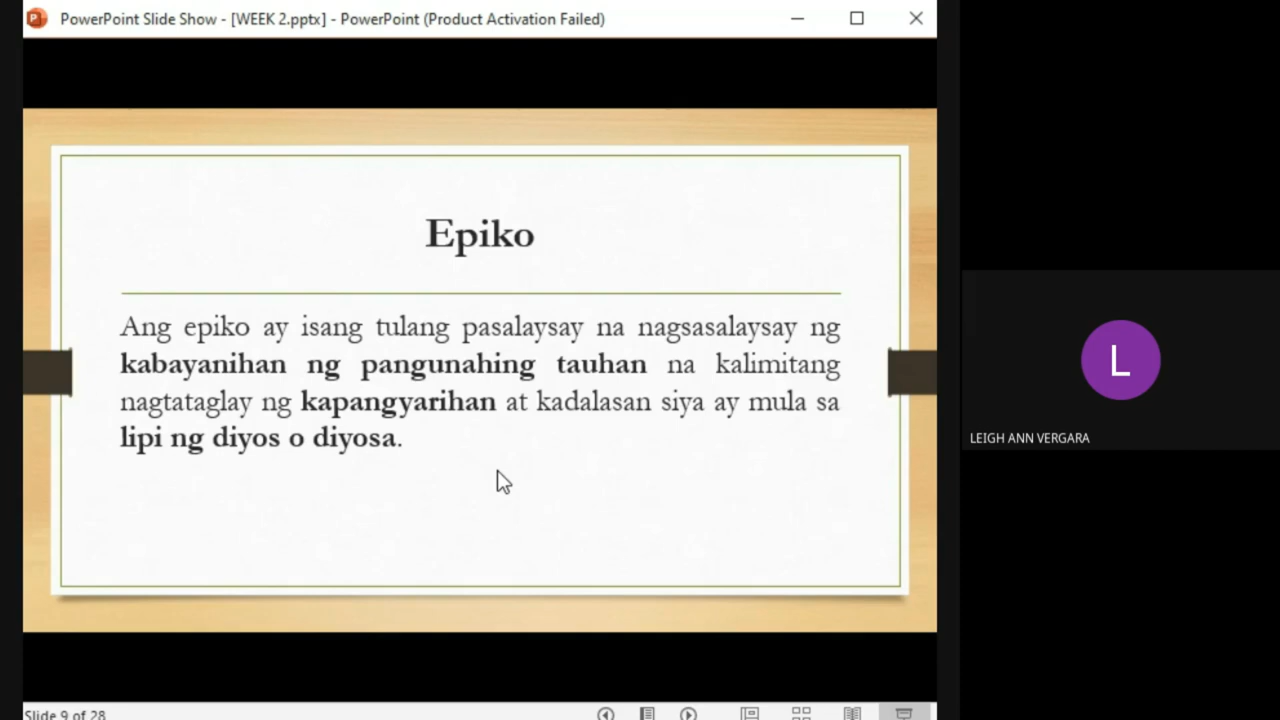 PowerPoint Slide Show - [WEEK 2.pptx] - PowerPoint (Product Activation Failed)
Epiko
Ang epiko ay isang tulang pasalaysay na nagsasalaysay ng
kabayanihan ng pangunahing tauhan na kalimitang
nagtataglay ng kapangyarihan at kadalasan siya ay mula sa
lipi ng diyos o diyosa.
L
LEIGH ANN VERGARA
Slide 9 of 28